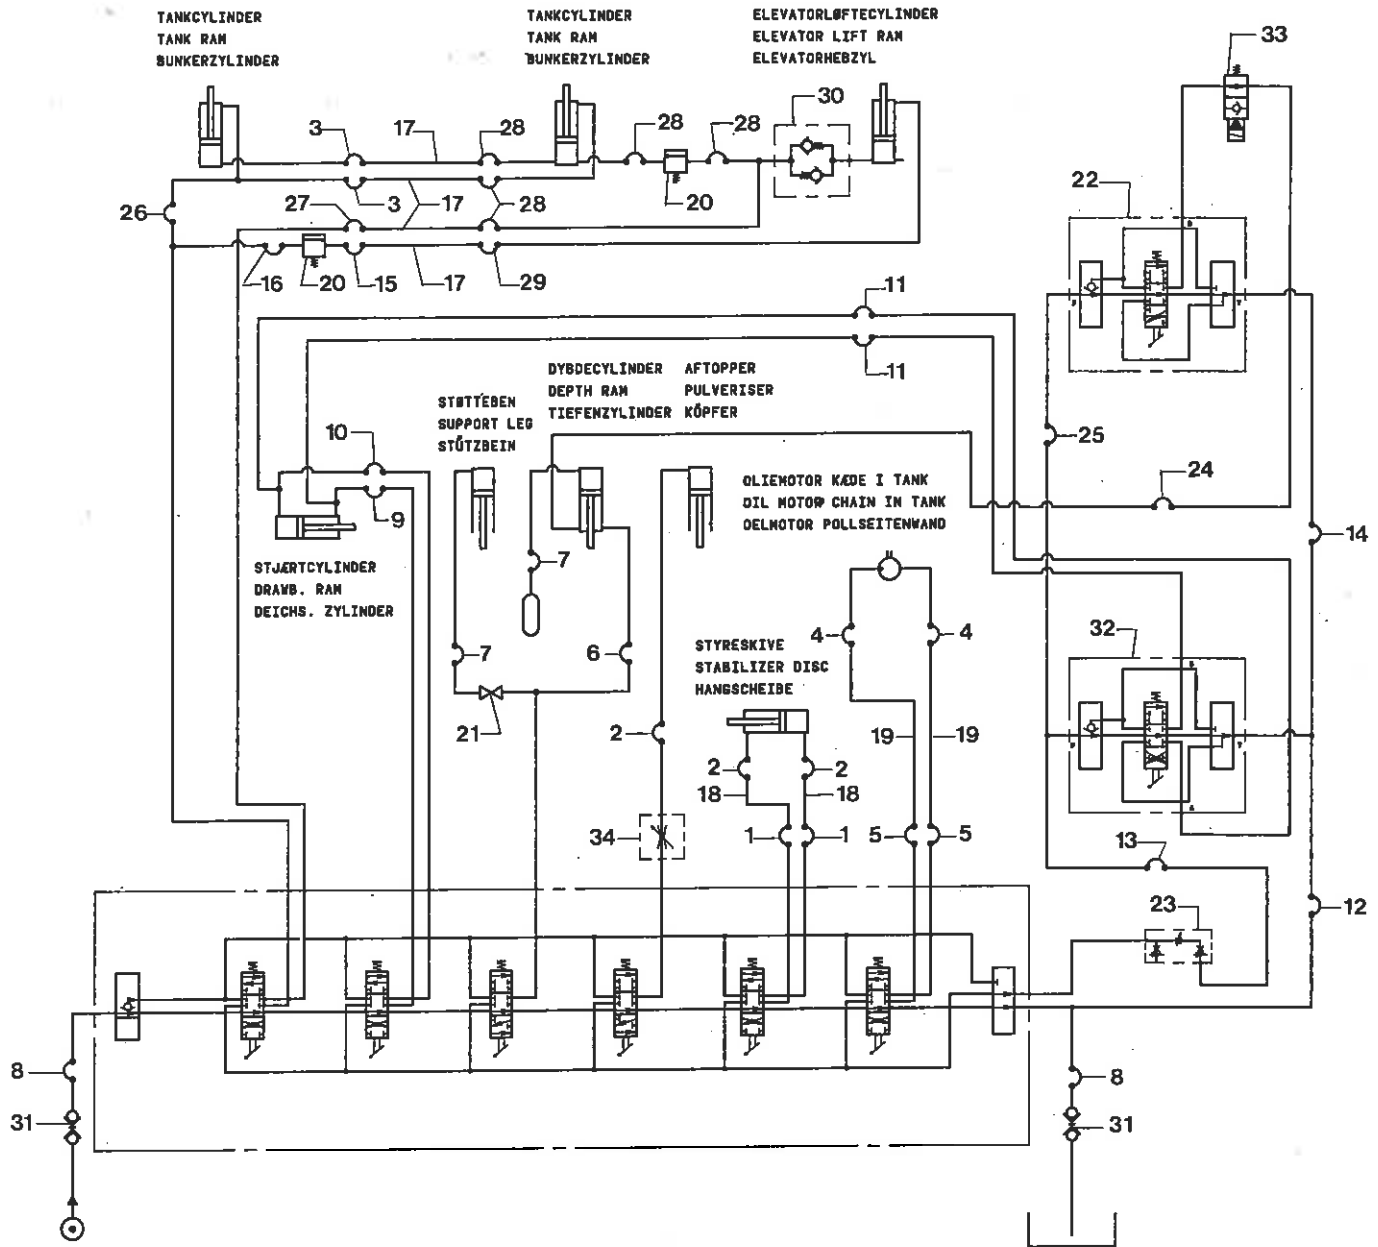 TANKCYLINDER
TANK RAM
BUNKERZYLINDER
TANKCYLINDER
TANK RAM
BUNKERZYLINDER
ELEVATORLØFTECYLINDER
ELEVATOR LIFT RAM
ELEVATORHEBZYL
33
30
3
17
28
28
28
22
26
3
17
28
20
27
16
20
15
17
29
11
11
DYBDECYLINDER
DEPTH RAM
TIEFENZYLINDER
AFTOPPER
PULVERISER
KÖPFER
STØTTEBEN
SUPPORT LEG
STÜTZBEIN
10
9
25
24
OLIEMOTOR KÆDE I TANK
OIL MOTOR CHAIN IN TANK
OELMOTOR POLLSEITENWAND
14
STJÆRTCYLINDER
DRAWB. RAM
DEICHS. ZYLINDER
7
7
6
4
4
32
STYRESKIVE
STABILIZER DISC
HANGSCHEIBE
21
2
19
19
2
2
18
18
34
1
1
5
5
13
23
12
8
31
8
31